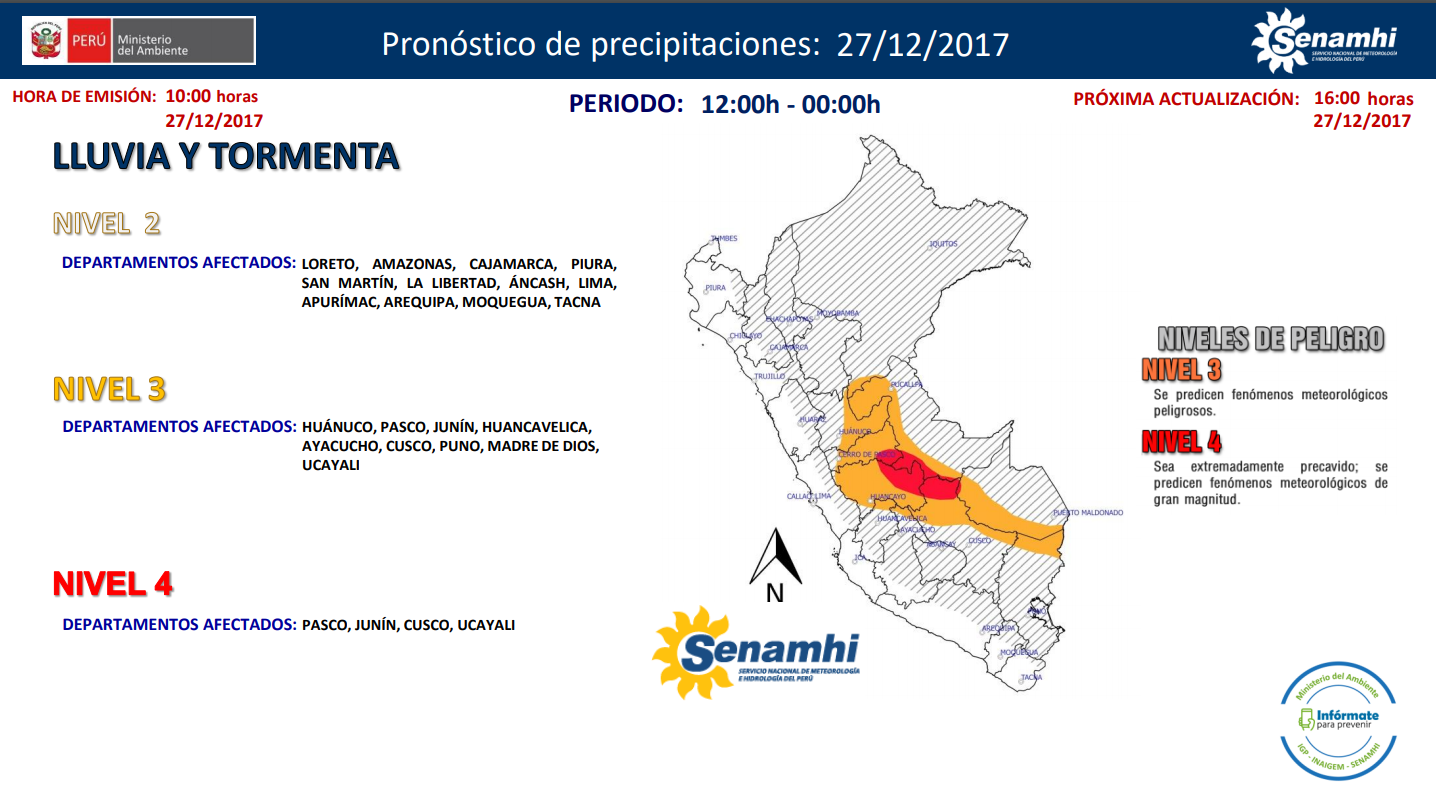 PERÚ
Ministerio
del Ambiente
Pronóstico de precipitaciones: 27/12/2017
Senamhi
SERVICIO NACIONAL DE METEOROLOGÍA
E HIDROLOGÍA DEL PERÚ
HORA DE EMISIÓN: 10:00 horas
27/12/2017
PERIODO: 12:00h - 00:00h
PRÓXIMA ACTUALIZACIÓN: 16:00 horas
27/12/2017
LLUVIA Y TORMENTA
NIVEL 2
DEPARTAMENTOS AFECTADOS: LORETO, AMAZONAS, CAJAMARCA, PIURA,
SAN MARTÍN, LA LIBERTAD, ÁNCASH, LIMA,
APURÍMAC, AREQUIPA, MOQUEGUA, TACNA
NIVEL 3
DEPARTAMENTOS AFECTADOS: HUÁNUCO, PASCO, JUNÍN, HUANCAVELICA,
AYACUCHO, CUSCO, PUNO, MADRE DE DIOS,
UCAYALI
NIVEL 4
DEPARTAMENTOS AFECTADOS: PASCO, JUNÍN, CUSCO, UCAYALI
TUMBES
IQUITOS
PIURA
CHACHAPOYAS
MOYOBAMBA
CHICLAYO
CAJAMARCA
TRUJILLO
PUCALLPA
HUARAZ
HUÁNUCO
CERRO DE PASCO
CALLAO LIMA
HUANCAYO
PUERTO MALDONADO
HUANCAVELICA
AYACUCHO
ABANCAY
CUSCO
ICA
PUNO
AREQUIPA
MOQUEGUA
TACNA
N
Senamhi
SERVICIO NACIONAL DE METEOROLOGÍA
E HIDROLOGÍA DEL PERÚ
NIVELES DE PELIGRO
NIVEL 3
Se predicen fenómenos meteorológicos
peligrosos.
NIVEL 4
Sea extremadamente precavido; se
predicen fenómenos meteorológicos de
gran magnitud.
Ministerio del Ambiente
Infórmate
para prevenir
IGP - INAIGEM - SENAMHI